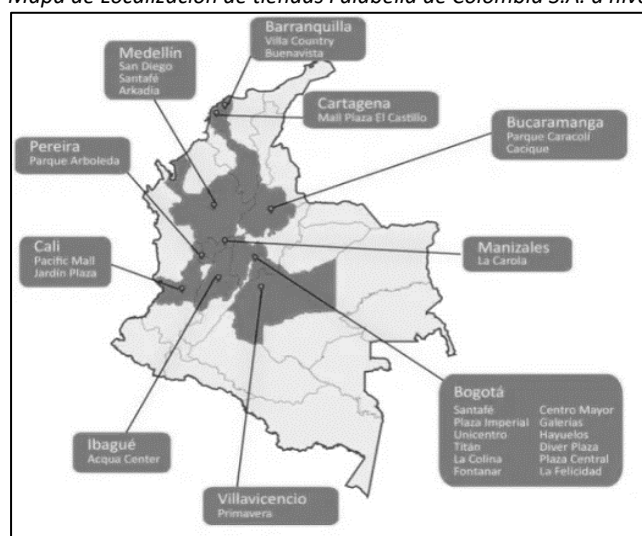 Mapa de Localización de tiendas Falabella de Colombia S.A. a nivel
Barranquilla
Villa Country
Buenavista
Medellín
San Diego
Santafé
Arkadia
Cartagena
Mall Plaza El Castillo
Bucaramanga
Parque Caracolí
Cacique
Pereira
Parque Arboleda
Cali
Pacific Mall
Jardín Plaza
Manizales
La Carola
Bogotá
Santafé Centro Mayor
Plaza Imperial Galerías
Unicentro Hayuelos
Titán Diver Plaza
La Colina Plaza Central
Fontanar La Felicidad
Ibagué
Acqua Center
Villavicencio
Primavera